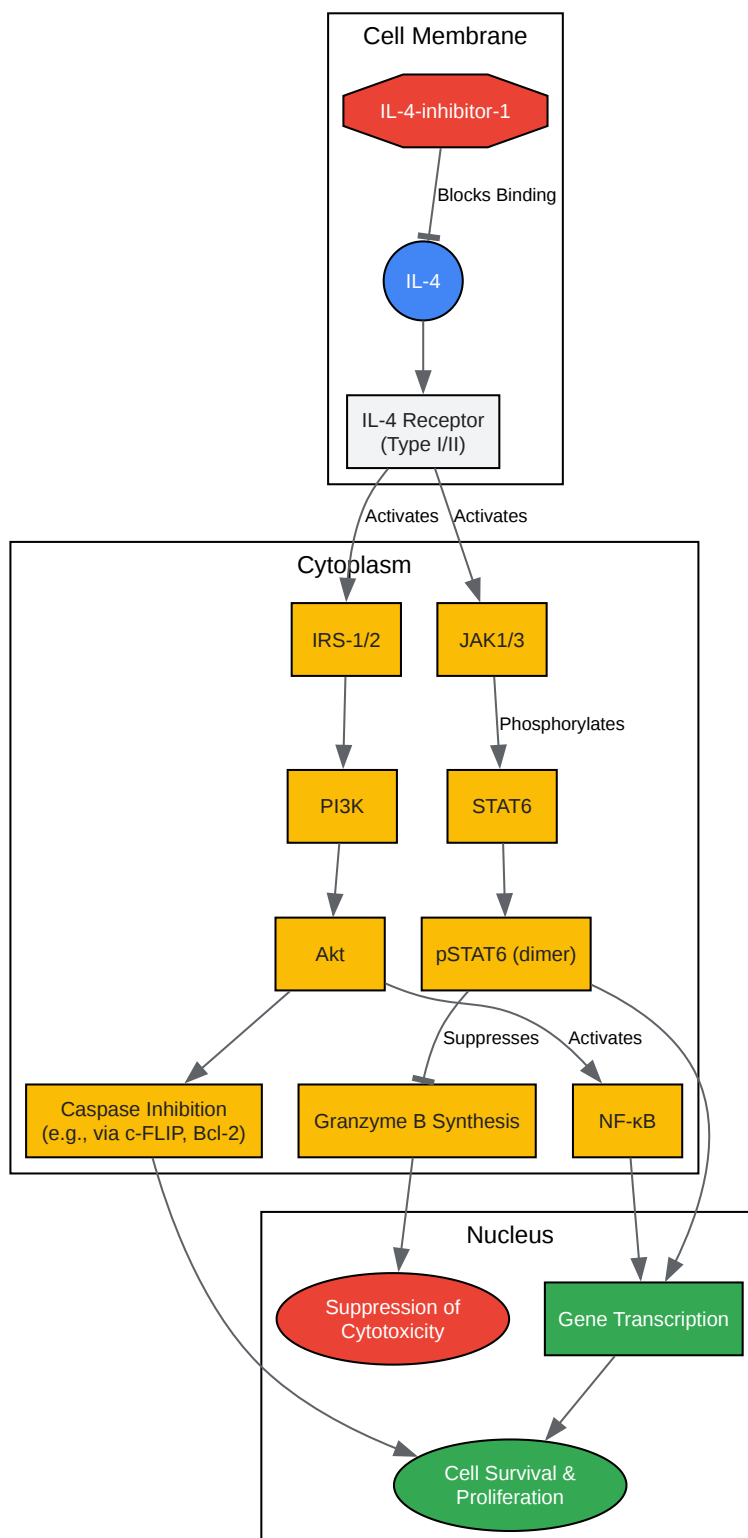 Cell Membrane
IL-4-inhibitor-1
Blocks Binding
IL-4
IL-4 Receptor
(Type I/II)
Activates
Activates
Cytoplasm
IRS-1/2
JAK1/3
Phosphorylates
PI3K
STAT6
Akt
pSTAT6 (dimer)
Suppresses
Activates
Caspase Inhibition
(e.g., via c-FLIP, Bcl-2)
Granzyme B Synthesis
NF-κB
Nucleus
Suppression of
Cytotoxicity
Gene Transcription
Cell Survival &
Proliferation